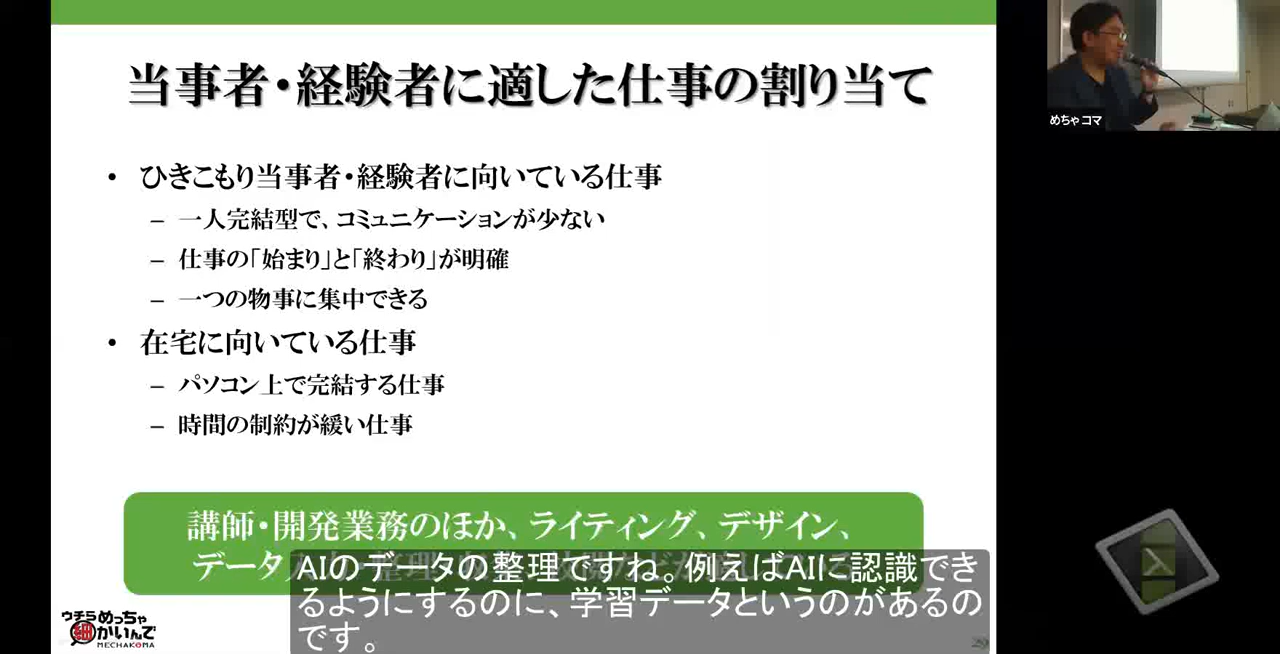 当事者・経験者に適した仕事の割り当て
めちゃコマ
• ひきこもり当事者・経験者に向いている仕事
– 一人完結型で、コミュニケーションが少ない
– 仕事の「始まり」と「終わり」が明確
– 一つの物事に集中できる
• 在宅に向いている仕事
– パソコン上で完結する仕事
– 時間の制約が緩い仕事
講師・開発業務のほか、ライティング、デザイン、
データ
AIのデータの整理ですね。例えばAIに認識でき
るようにするのに、学習データというのがあるの
です。
ウチらめっちゃ
細かいんで
MECHAKOMA
29